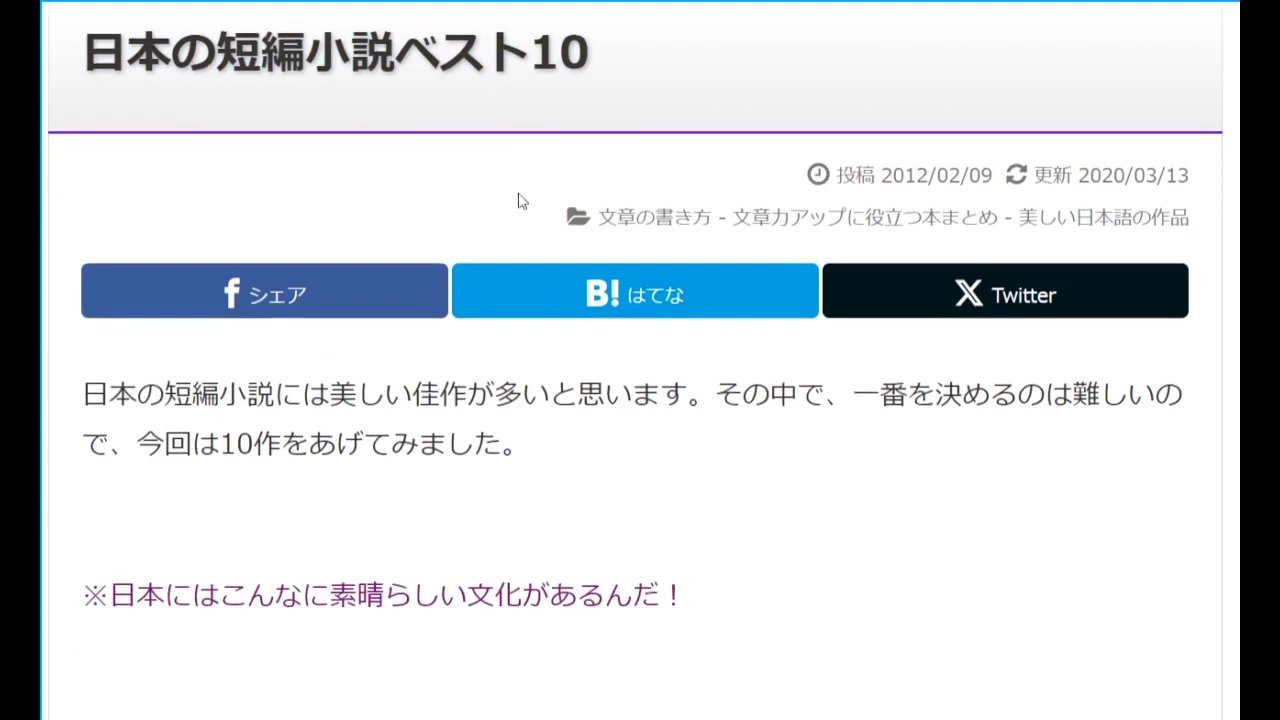 日本の短編小説ベスト10
投稿 2012/02/09 更新 2020/03/13
文章の書き方 - 文章力アップに役立つ本まとめ - 美しい日本語の作品
シェア
B! はてな
X Twitter
日本の短編小説には美しい佳作が多いと思います。その中で、一番を決めるのは難しいの
で、今回は10作をあげてみました。
※日本にはこんなに素晴らしい文化があるんだ！